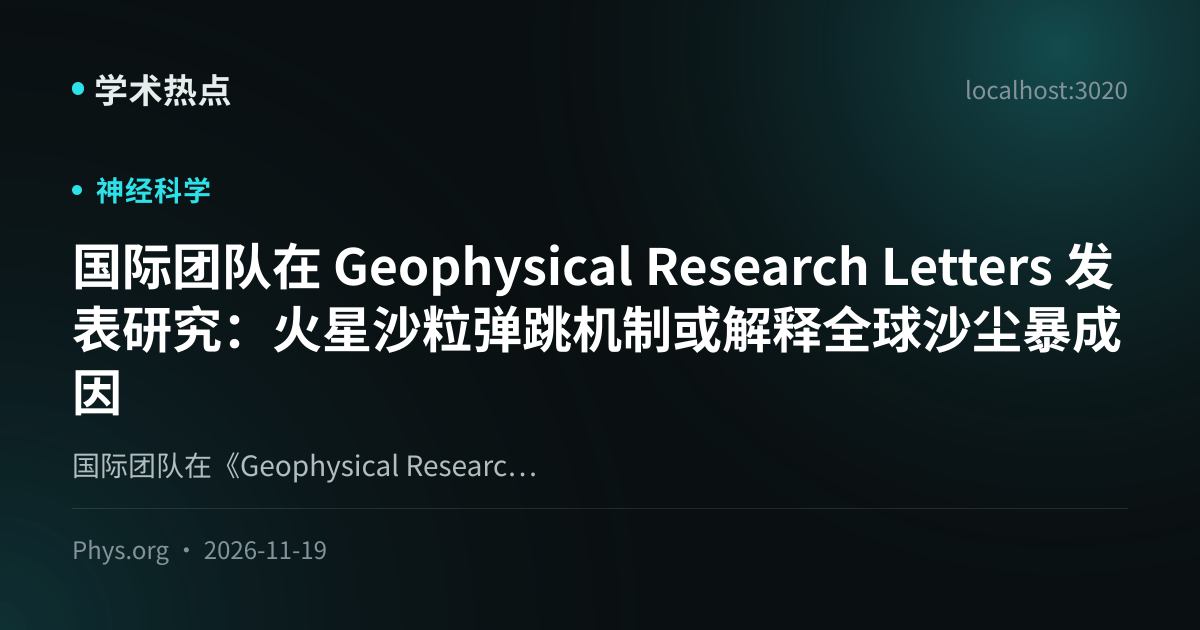 学术热点
localhost:3020
神经科学
国际团队在 Geophysical Research Letters 发
表研究：火星沙粒弹跳机制或解释全球沙尘暴成
因
国际团队在《Geophysical Researc…
Phys.org • 2026-11-19